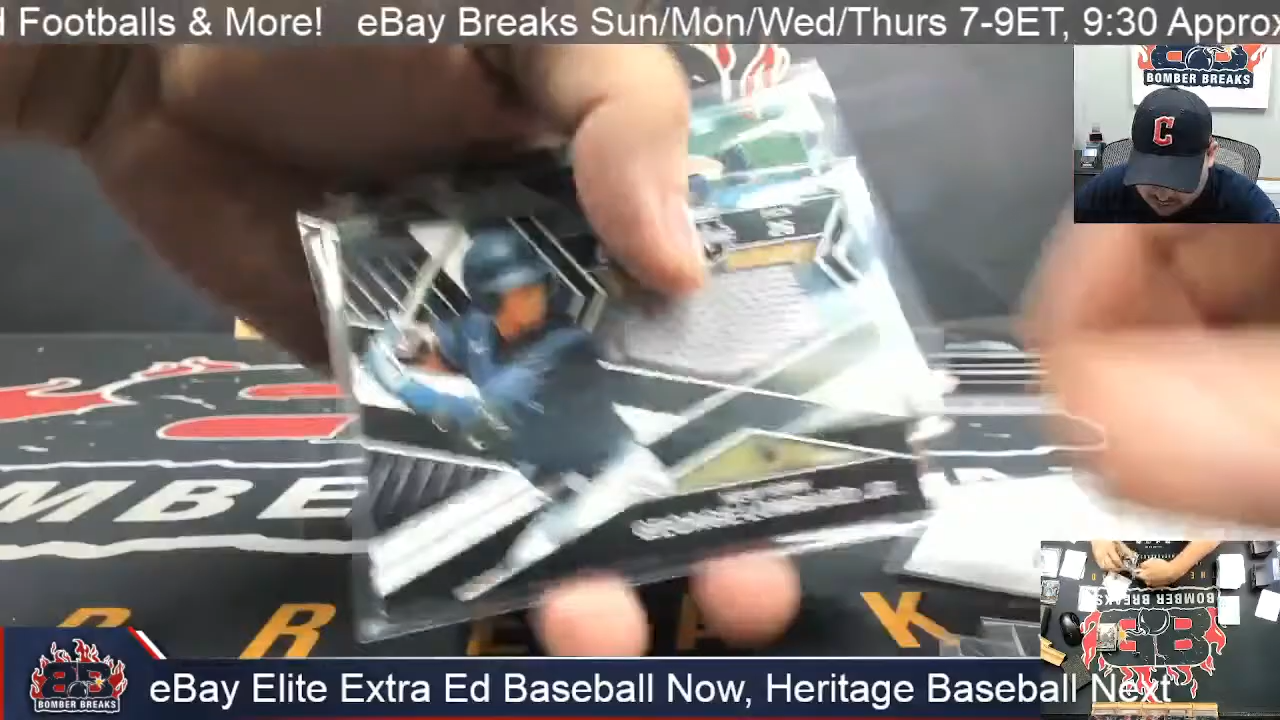 d Footballs & More!   eBay Breaks Sun/Mon/Wed/Thurs 7-9ET, 9:30 Approx
BOMBER BREAKS
C
MBE
B R E A K
BOMBER BREAKS
BOMBER BREAKS
eBay Elite Extra Ed Baseball Now, Heritage Baseball Next